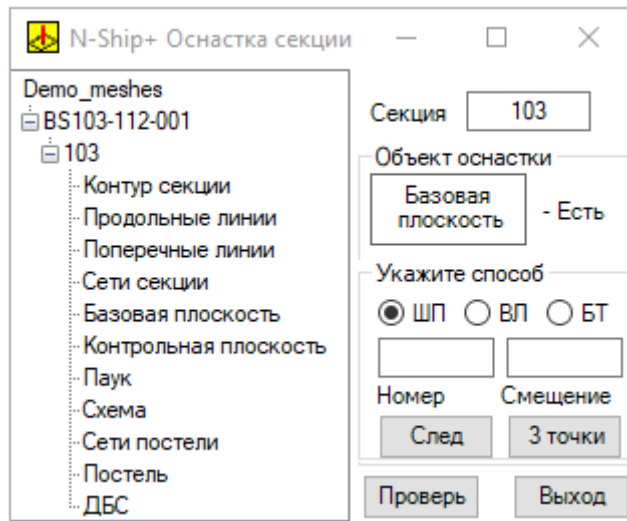 N-Ship+ Оснастка секции
Demo_meshes
BS103-112-001
103
Контур секции
Продольные линии
Поперечные линии
Сети секции
Базовая плоскость
Контрольная плоскость
Паук
Схема
Сети постели
Постель
ДБС
Секция 103
Объект оснастки
Базовая
плоскость
- Есть
Укажите способ
ШП ВЛ БТ
Номер Смещение
След 3 точки
Проверь Выход